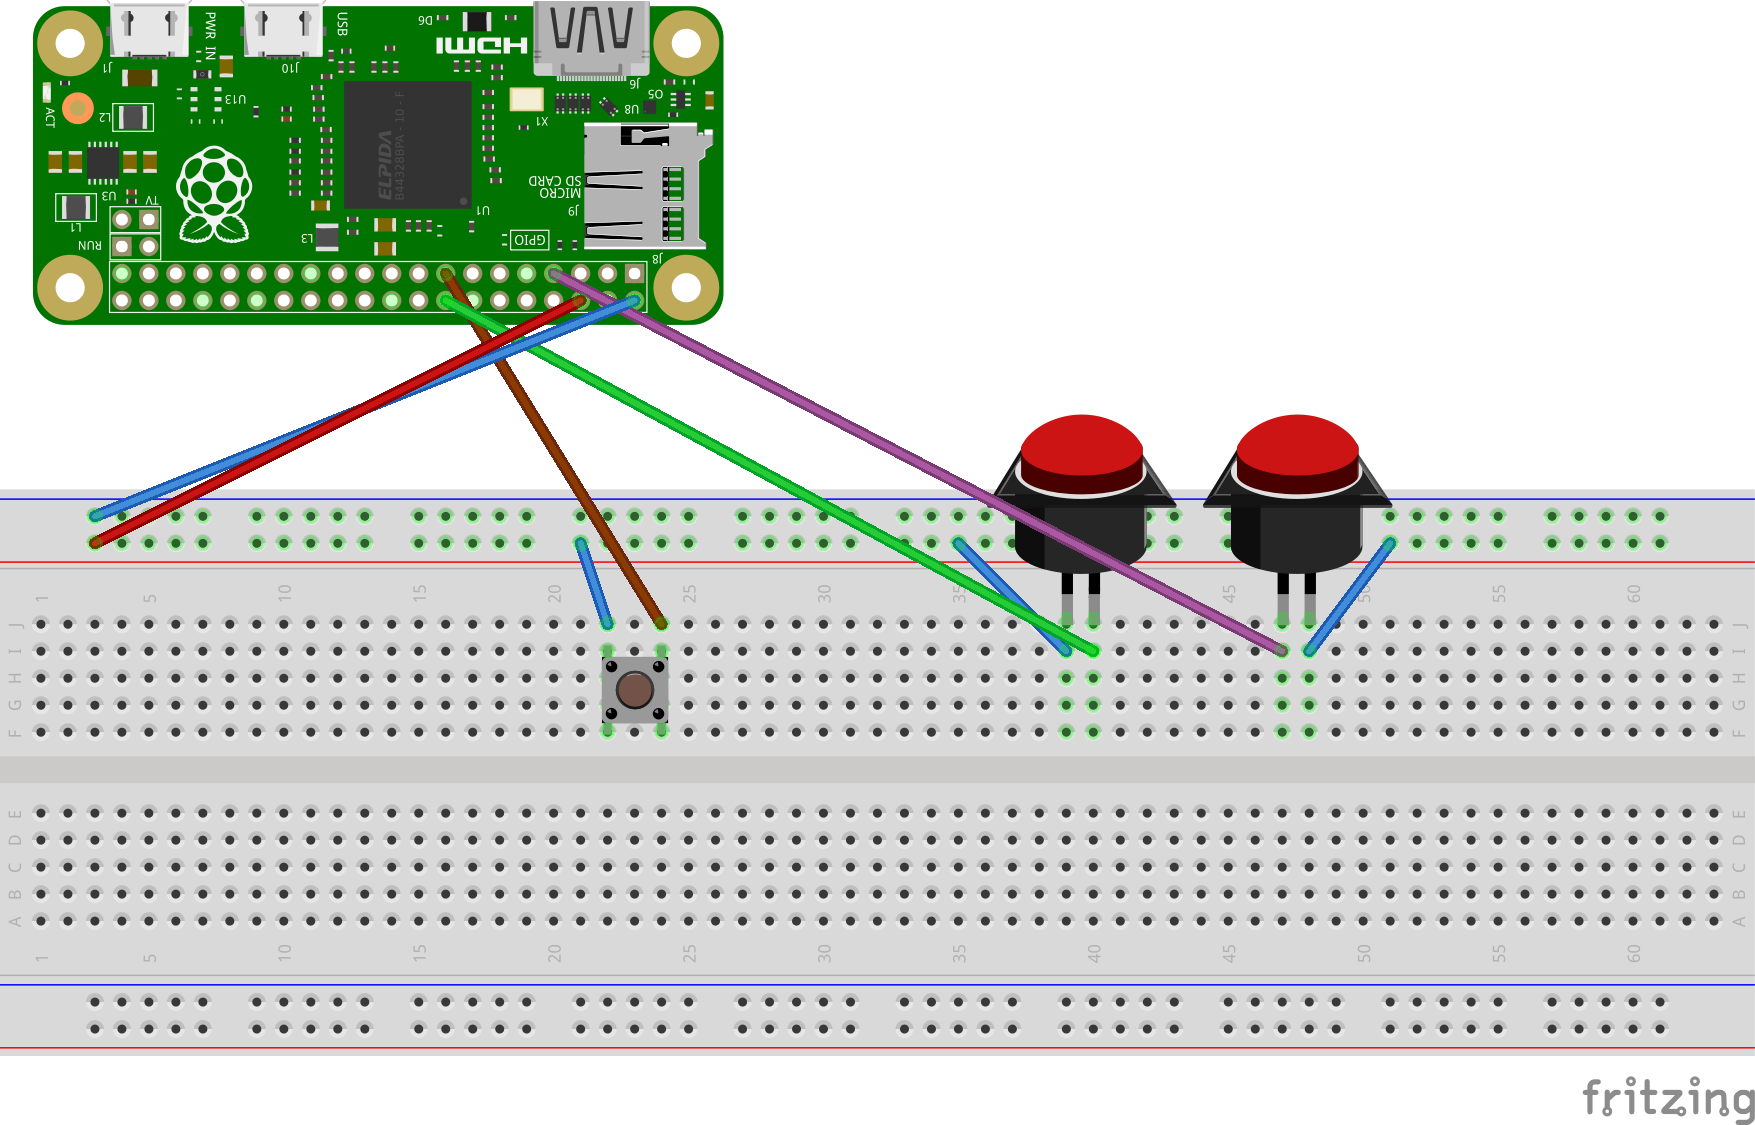 PWR IN
USB
D6
HDMI
J1
J10
J6
ACT
L2
U13
X1
U8
Q5
ELPIDA
B4432BBPA - 10 - F
MICRO
SD CARD
U3
TV
L1
RUN
L3
U1
GPIO
J9
J8
1 5 10 15 20 25 30 35 45 50 55 60
J J
I I
H H
G G
F F
E E
D D
C C
B B
A A
1 5 10 15 20 25 30 35 40 45 50 55 60
fritzing